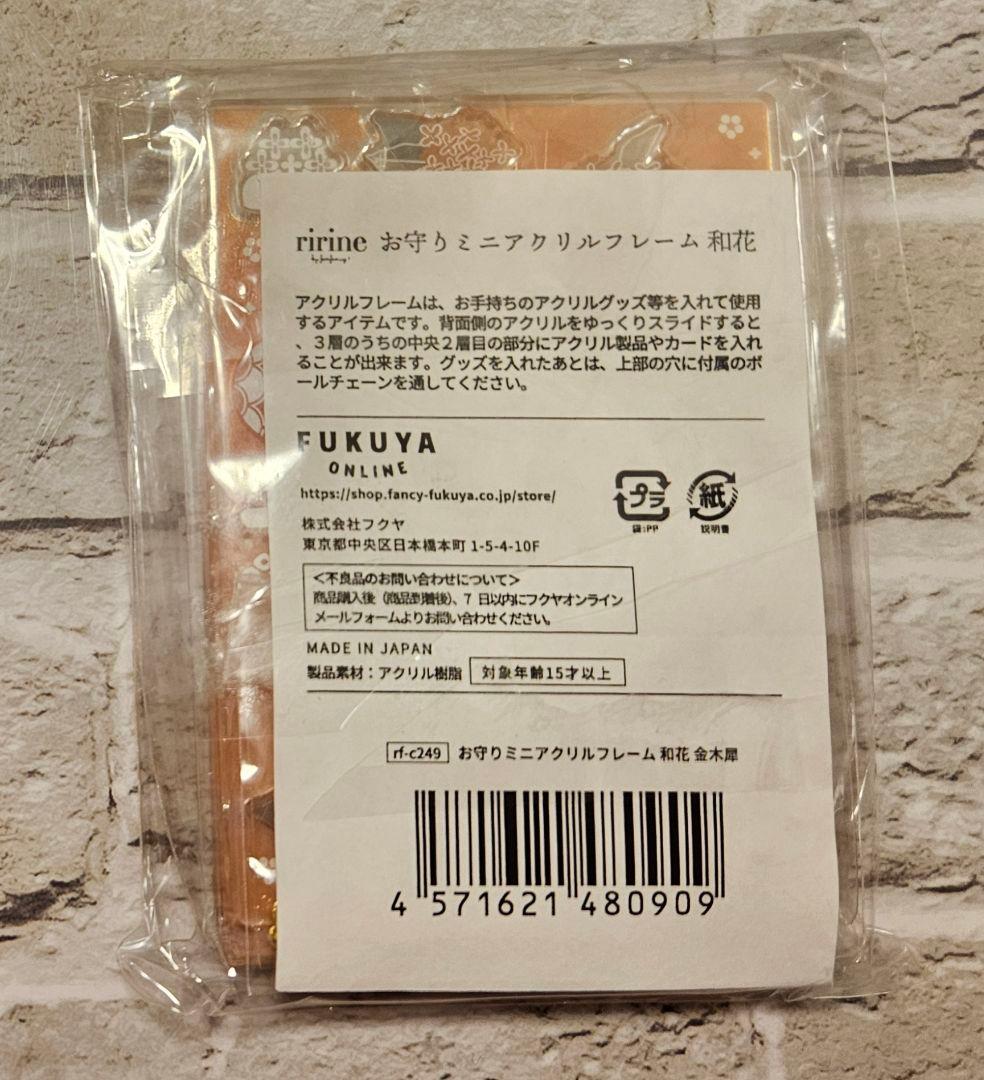 ririne お守りミニアクリルフレーム 和花
アクリルフレームは、お手持ちのアクリルグッズ等を入れて使用
するアイテムです。背面側のアクリルをゆっくりスライドすると
、3層のうちの中央2層目の部分にアクリル製品やカードを入れ
ることが出来ます。グッズを入れたあとは、上部の穴に付属のボ
ールチェーンを通してください。
FUKUYA
ONLINE
https://shop.fancy-fukuya.co.jp/store/
プラ 紙
袋:PP 説明書
株式会社フクヤ
東京都中央区日本橋本町 1-5-4-10F
<不良品のお問い合わせについて>
商品購入後(商品到着後)、7 日以内にフクヤオンライン
メールフォームよりお問い合わせください。
MADE IN JAPAN
製品素材:アクリル樹脂 対象年齢15才以上
rf-c249 お守りミニアクリルフレーム 和花 金木犀
4 571621 480909